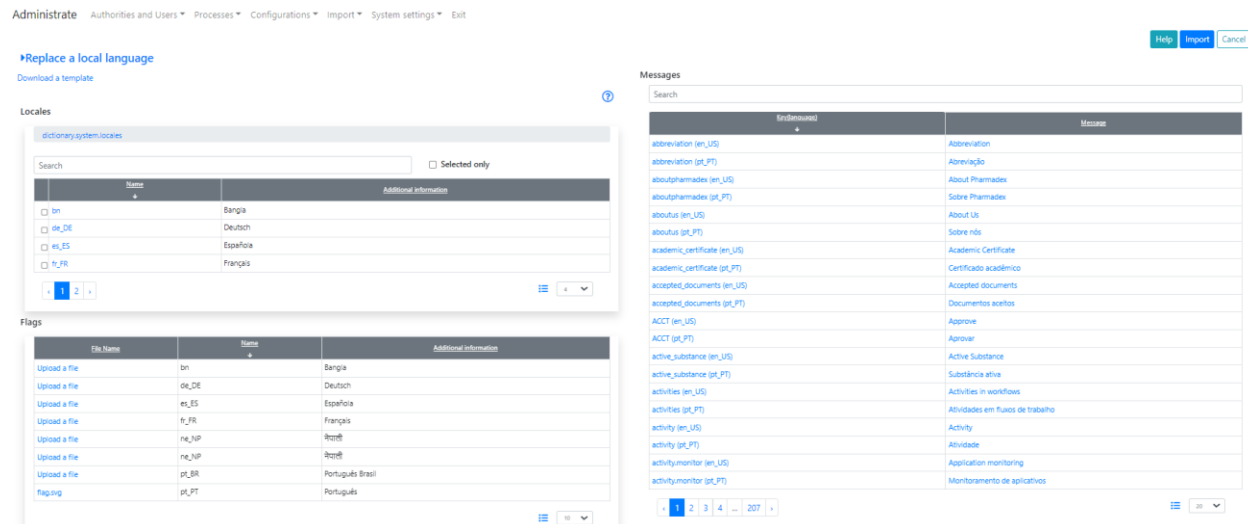 Administrate Authorities and Users Processes Configurations Import System settings Exit
Help Import Cancel
Replace a local language
Download a template
Locales
dictionary.system.locales
Search Selected only
Name Additional information
bn Bangla
de_DE Deutsch
es_ES Española
fr_FR Français
‹ 1 2 › 4
Flags
File Name Name Additional information
Upload a file bn Bangla
Upload a file de_DE Deutsch
Upload a file es_ES Española
Upload a file fr_FR Français
Upload a file ne_NP नेपाली
Upload a file ne_NP नेपाली
Upload a file pt_BR Português Brasil
flag.svg pt_PT Português
10
Messages
Search
Key(language) Message
abbreviation (en_US) Abbreviation
abbreviation (pt_PT) Abreviação
aboutpharmadex (en_US) About Pharmadex
aboutpharmadex (pt_PT) Sobre Pharmadex
aboutus (en_US) About Us
aboutus (pt_PT) Sobre nós
academic_certificate (en_US) Academic Certificate
academic_certificate (pt_PT) Certificado acadêmico
accepted_documents (en_US) Accepted documents
accepted_documents (pt_PT) Documentos aceitos
ACCT (en_US) Approve
ACCT (pt_PT) Aprovar
active_substance (en_US) Active Substance
active_substance (pt_PT) Substância ativa
activities (en_US) Activities in workflows
activities (pt_PT) Atividades em fluxos de trabalho
activity (en_US) Activity
activity (pt_PT) Atividade
activity.monitor (en_US) Application monitoring
activity.monitor (pt_PT) Monitoramento de aplicativos
‹ 1 2 3 4 ... 207 › 20